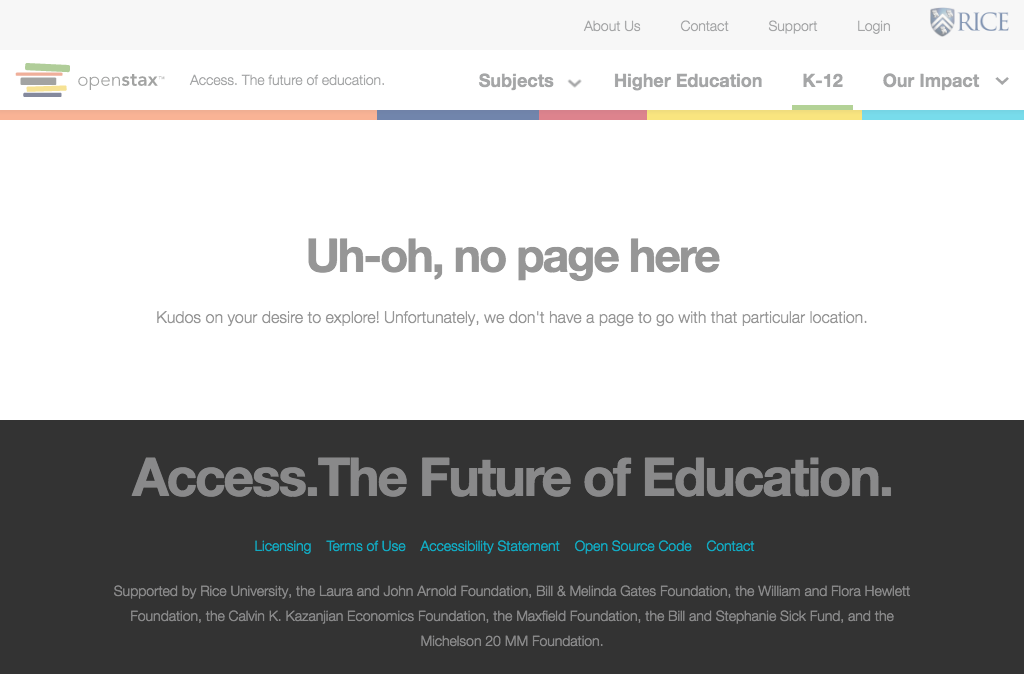 About Us Contact Support Login RICE
openstax™ Access. The future of education. Subjects Higher Education K-12 Our Impact
Uh-oh, no page here
Kudos on your desire to explore! Unfortunately, we don't have a page to go with that particular location.
Access.The Future of Education.
Licensing Terms of Use Accessibility Statement Open Source Code Contact
Supported by Rice University, the Laura and John Arnold Foundation, Bill & Melinda Gates Foundation, the William and Flora Hewlett
Foundation, the Calvin K. Kazanjian Economics Foundation, the Maxfield Foundation, the Bill and Stephanie Sick Fund, and the
Michelson 20 MM Foundation.